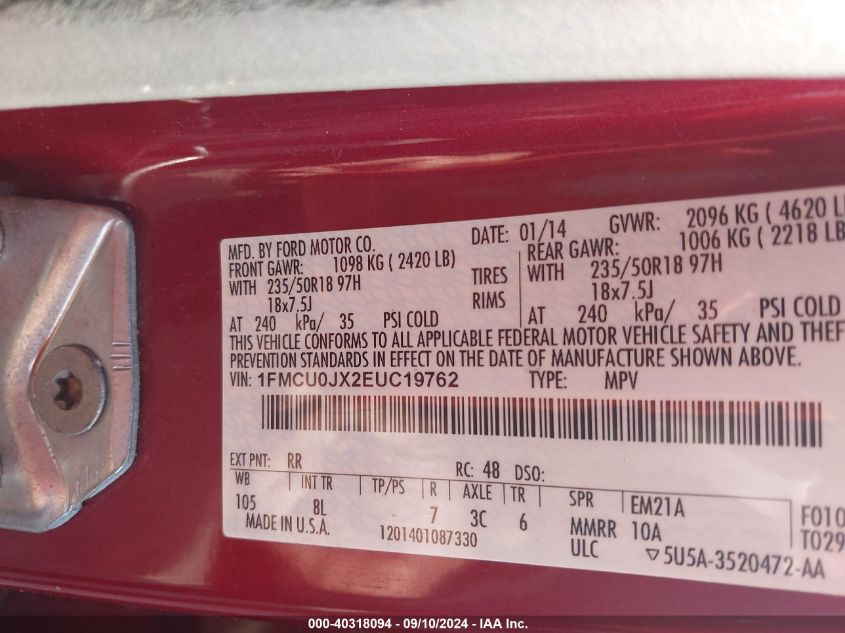 MFD. BY FORD MOTOR CO. DATE: 01/14 GVWR: 2096 KG ( 4620 L
FRONT GAWR: 1098 KG ( 2420 LB) REAR GAWR: 1006 KG ( 2218 LB
WITH 235/50R18 97H TIRES WITH 235/50R18 97H
18x7.5J RIMS 18x7.5J
AT 240 kPa/ 35 PSI COLD AT 240 kPa/ 35 PSI COLD
THIS VEHICLE CONFORMS TO ALL APPLICABLE FEDERAL MOTOR VEHICLE SAFETY AND THEF
PREVENTION STANDARDS IN EFFECT ON THE DATE OF MANUFACTURE SHOWN ABOVE.
VIN: 1FMCU0JX2EUC19762 TYPE: MPV
EXT PNT: RR RC: 48 DSO:
WB INT TR TP/PS R AXLE TR SPR EM21A F010
105 8L 7 3C 6 MMRR 10A T029
MADE IN U.S.A. 1201401087330 ULC ▽5U5A-3520472-AA
000-40318094 — 09/10/2024 — IAA Inc.